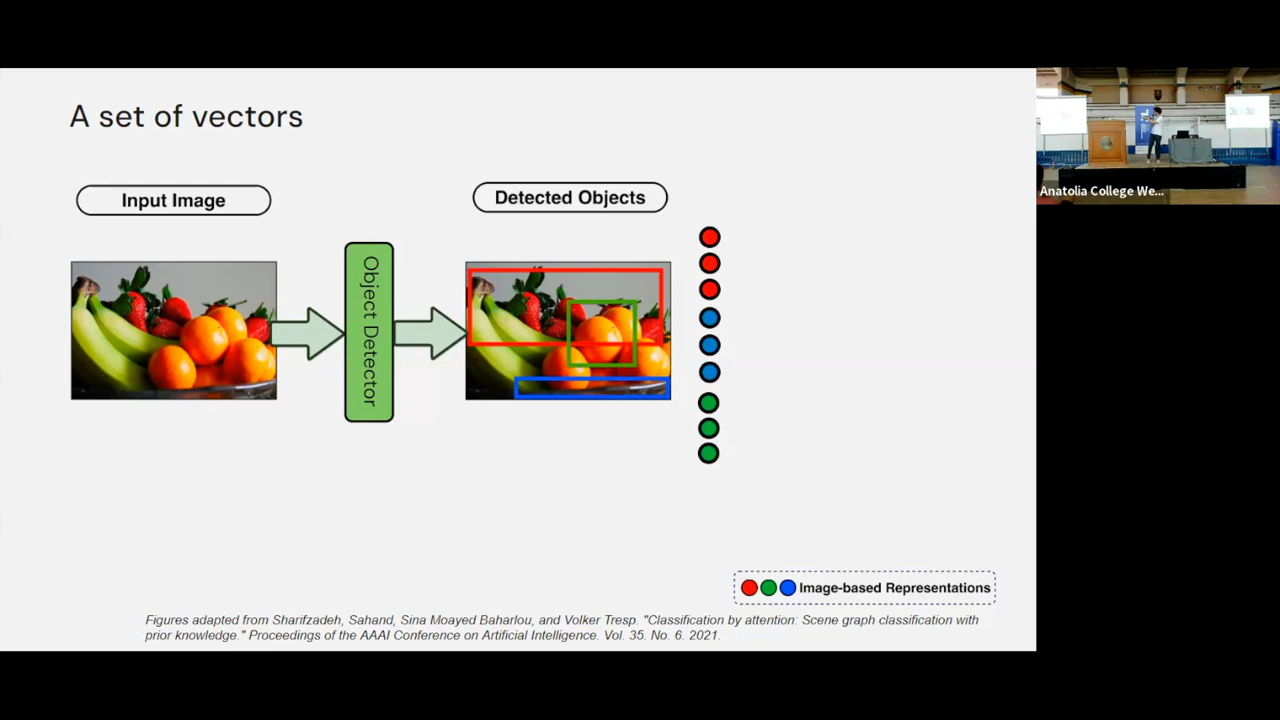 A set of vectors
Input Image
Detected Objects
Object Detector
Image-based Representations
Figures adapted from Sharifzadeh, Sahand, Sina Moayed Baharlou, and Volker Tresp. "Classification by attention: Scene graph classification with
prior knowledge." Proceedings of the AAAI Conference on Artificial Intelligence. Vol. 35. No. 6. 2021.
Anatolia College We...